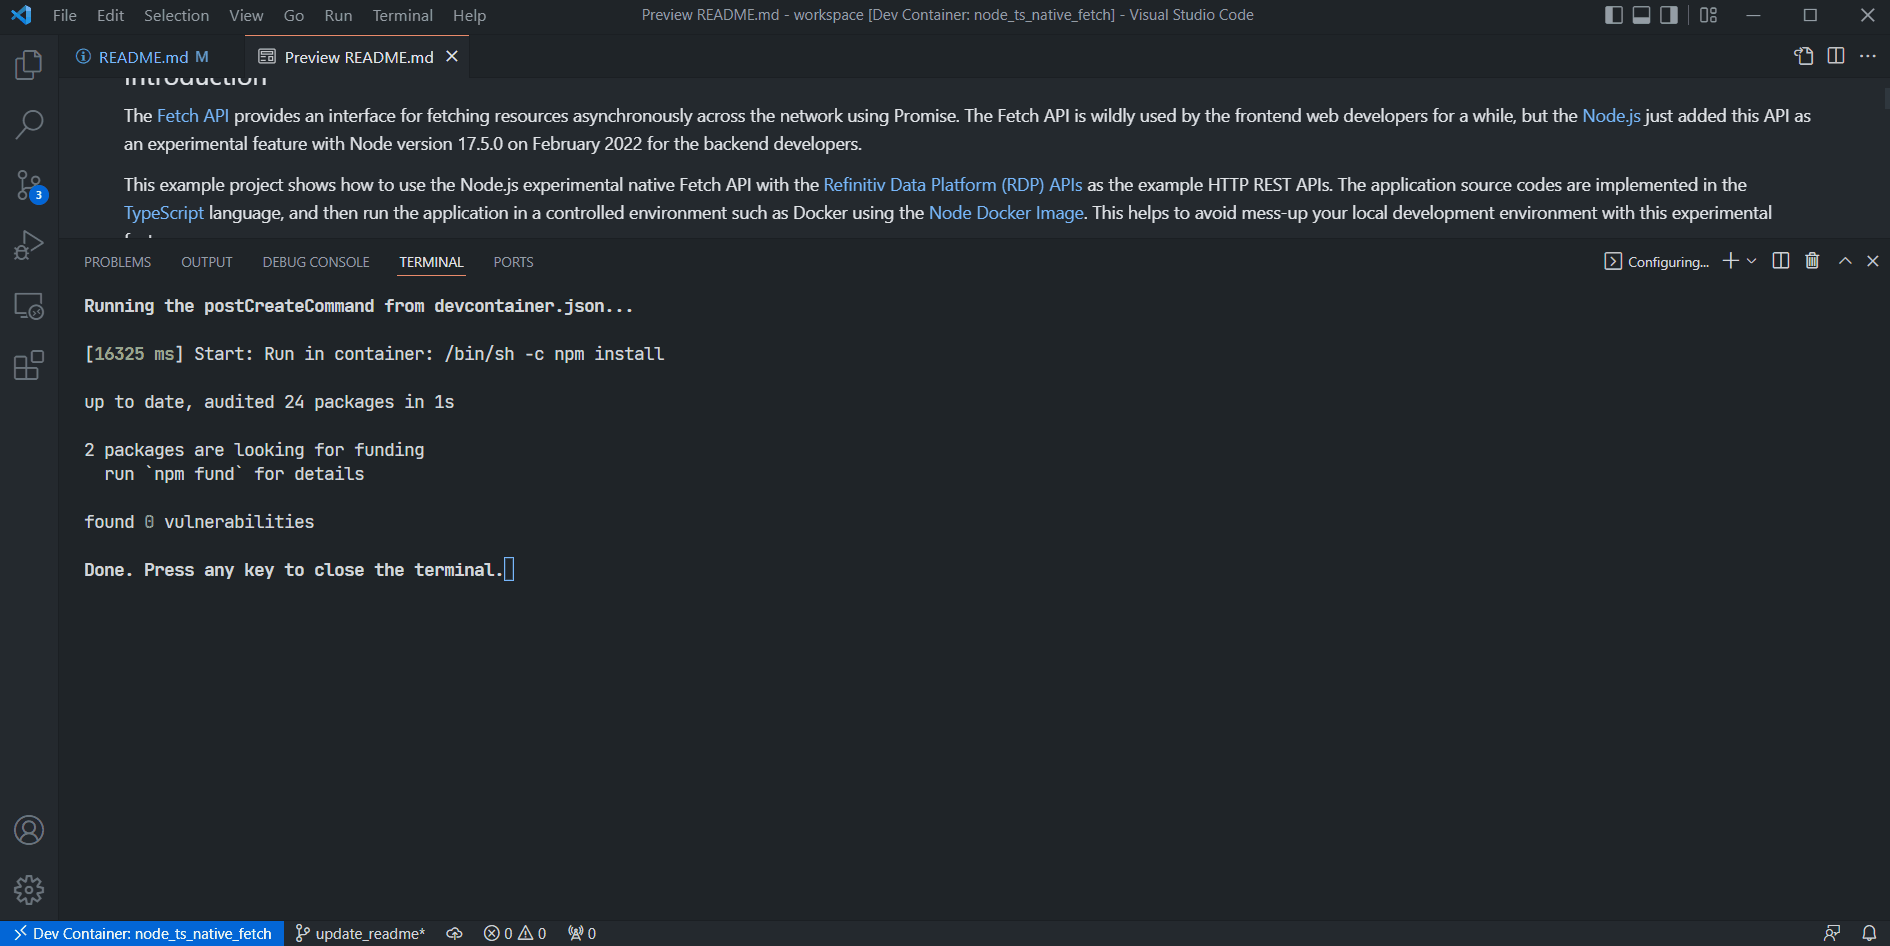 File Edit Selection View Go Run Terminal Help
Preview README.md - workspace [Dev Container: node_ts_native_fetch] - Visual Studio Code
README.md M
Preview README.md
Introduction
The Fetch API provides an interface for fetching resources asynchronously across the network using Promise. The Fetch API is wildly used by the frontend web developers for a while, but the Node.js just added this API as
an experimental feature with Node version 17.5.0 on February 2022 for the backend developers.
This example project shows how to use the Node.js experimental native Fetch API with the Refinitiv Data Platform (RDP) APIs as the example HTTP REST APIs. The application source codes are implemented in the
TypeScript language, and then run the application in a controlled environment such as Docker using the Node Docker Image. This helps to avoid mess-up your local development environment with this experimental
3
PROBLEMS OUTPUT DEBUG CONSOLE TERMINAL PORTS
Configuring...
Running the postCreateCommand from devcontainer.json...
[16325 ms] Start: Run in container: /bin/sh -c npm install
up to date, audited 24 packages in 1s
2 packages are looking for funding
run `npm fund` for details
found 0 vulnerabilities
Done. Press any key to close the terminal.
Dev Container: node_ts_native_fetch
update_readme*
0 0
0